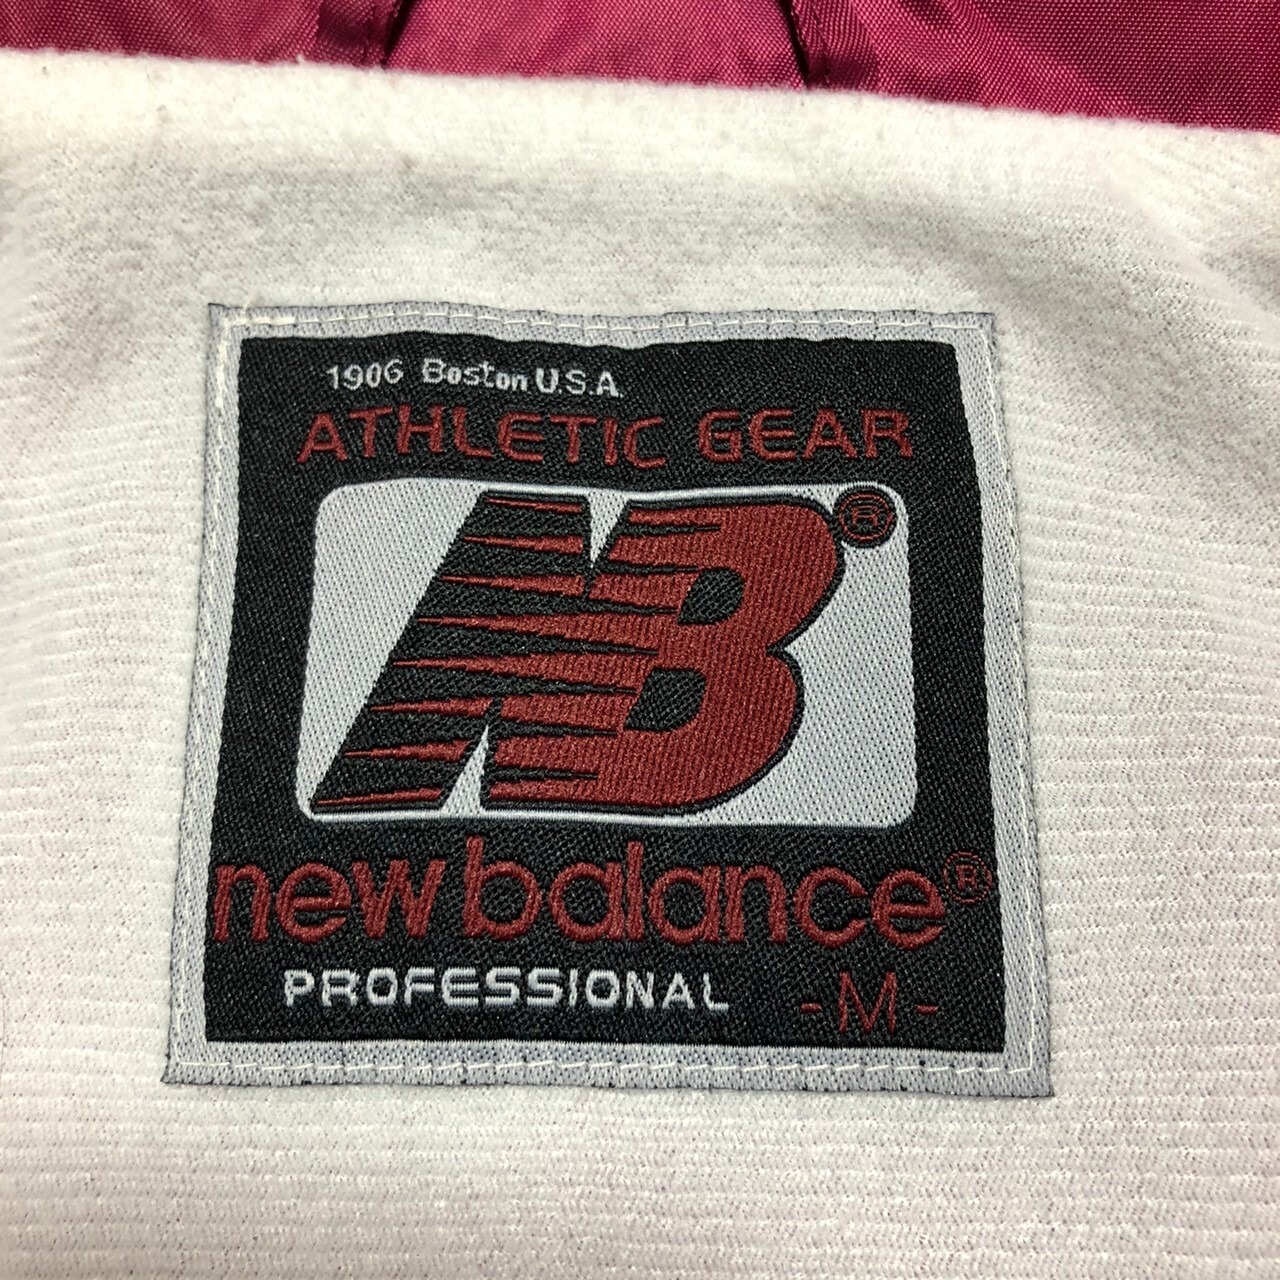 1906 Boston U.S.A.
ATHLETIC GEAR
NB®
new balance®
PROFESSIONAL -M-